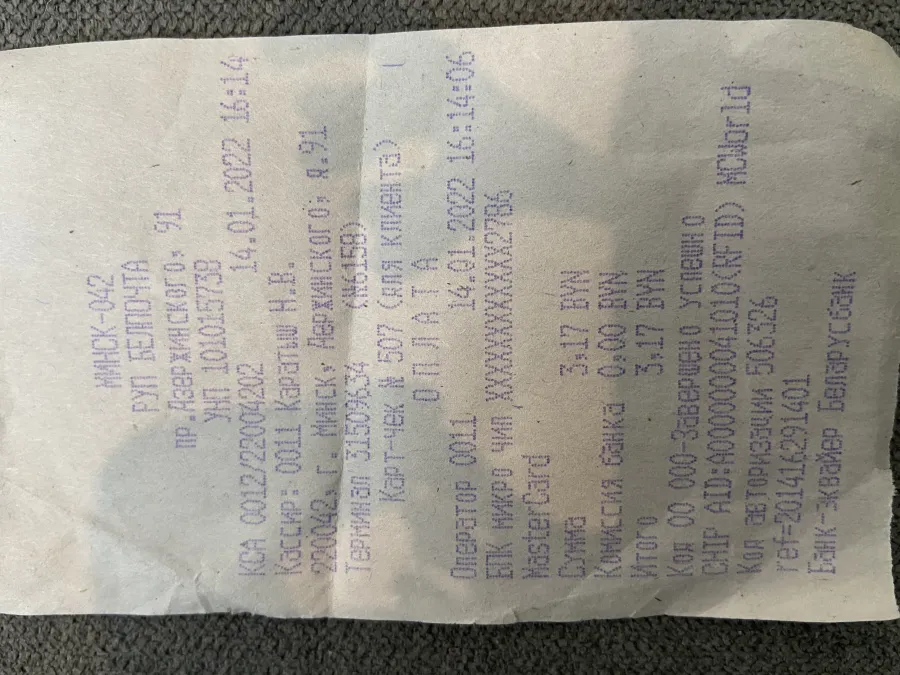 МИНСК-042
РУП БЕЛПОЧТА
пр Дзержинского, 91
УНП 101015738
КСА 0012/22004202 14.01.2022 16:14
Кассир: 0011 Каратыш Н.В.
220042, г. Минск, Дзержинского, д.91
Терминал 31509634 (N6158)
Карт-чек № 507 (для клиента)
О П Л А Т А
Оператор 0011 14.01.2022 16:14:06
БПК микро чип,XXXXXXXXXXXX2786
MasterCard
Сумма 3,17 BYN
Комиссия банка 0,00 BYN
Итого 3,17 BYN
Код 00 000-Завершено успешно
CHIP AID:A0000000041010(RFID) MCWorld
Код авторизации 506326
ref=201416291401
Банк-эквайер Беларусбанк